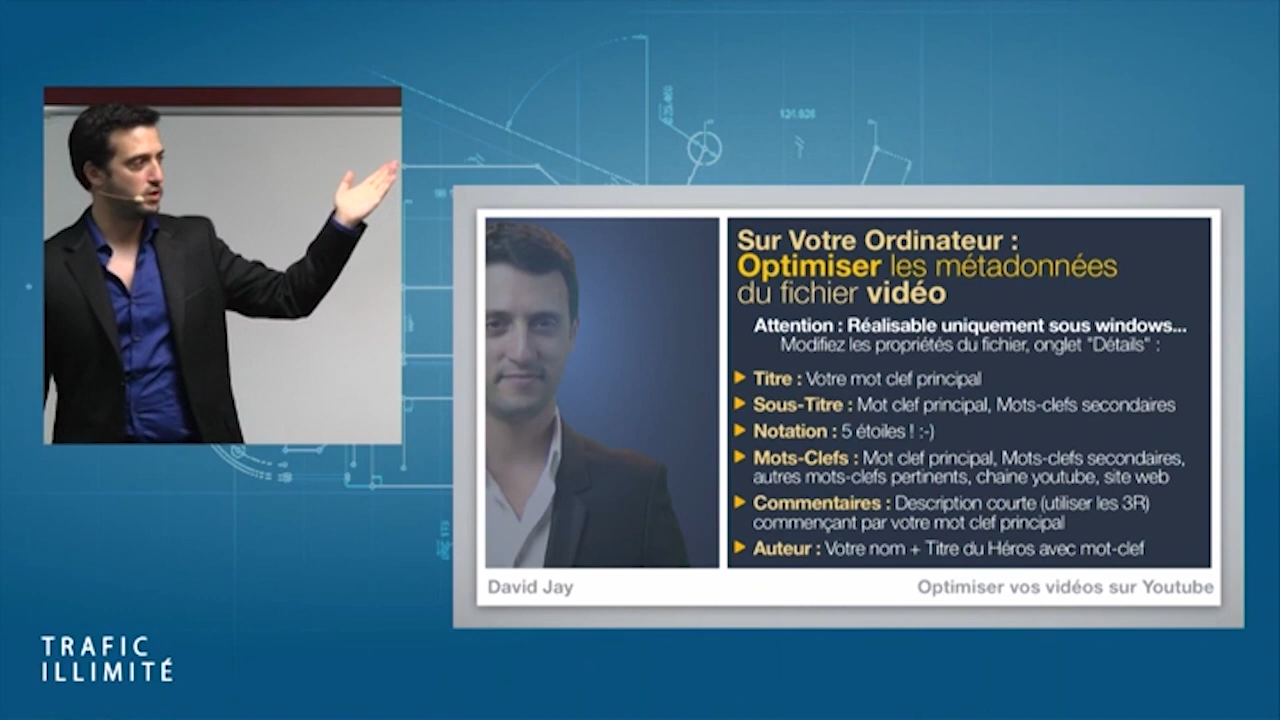 Sur Votre Ordinateur :
Optimiser les métadonnées
du fichier vidéo
Attention : Réalisable uniquement sous windows...
Modifiez les propriétés du fichier, onglet "Détails" :
Titre : Votre mot clef principal
Sous-Titre : Mot clef principal, Mots-clefs secondaires
Notation : 5 étoiles ! :-)
Mots-Clefs : Mot clef principal, Mots-clefs secondaires,
autres mots-clefs pertinents, chaine youtube, site web
Commentaires : Description courte (utiliser les 3R)
commençant par votre mot clef principal
Auteur : Votre nom + Titre du Héros avec mot-clef
David Jay
Optimiser vos vidéos sur Youtube
TRAFIC
ILLIMITÉ